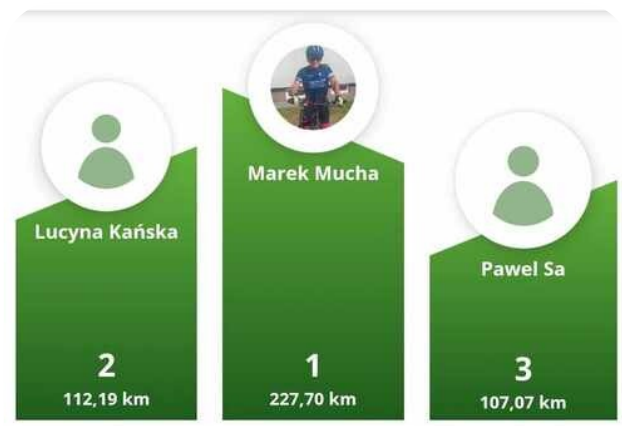 Lucyna Kańska
2
112,19 km
Marek Mucha
1
227,70 km
Pawel Sa
3
107,07 km